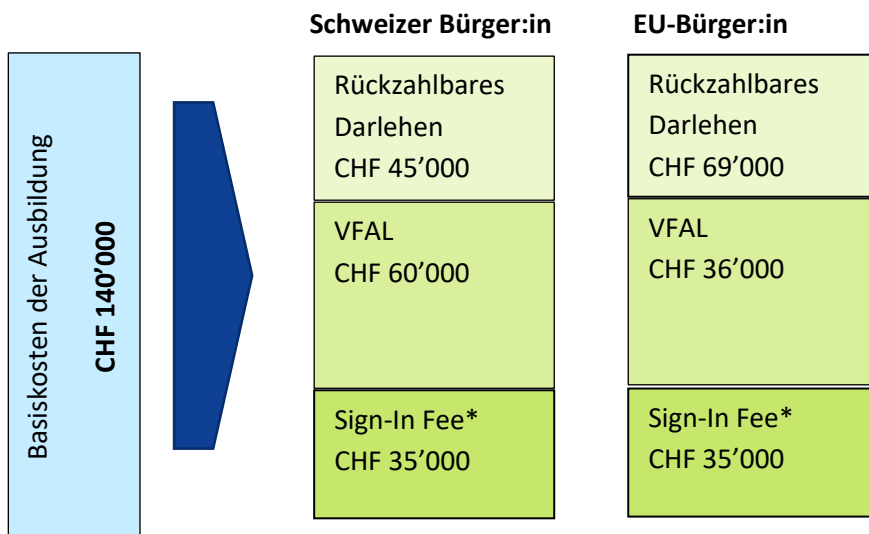 Schweizer Bürger:in
EU-Bürger:in
Basiskosten der Ausbildung
CHF 140’000
Rückzahlbares
Darlehen
CHF 45’000
VFAL
CHF 60’000
Sign-In Fee*
CHF 35’000
Rückzahlbares
Darlehen
CHF 69’000
VFAL
CHF 36’000
Sign-In Fee*
CHF 35’000